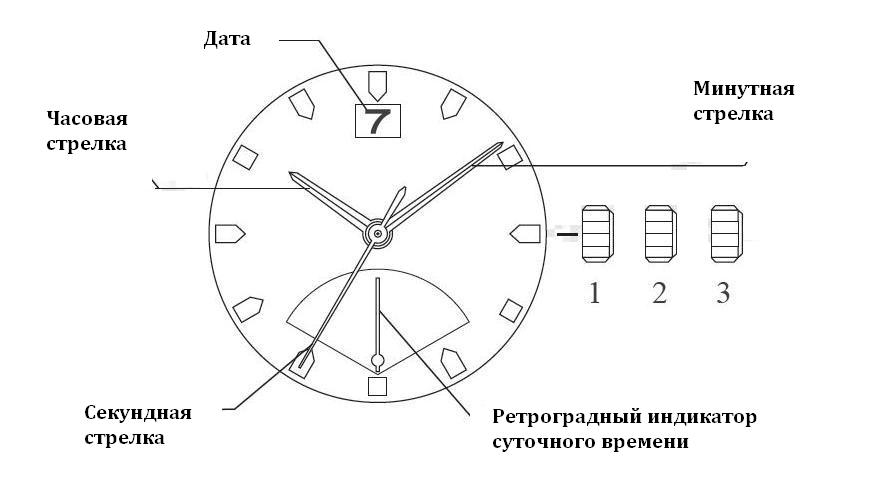 Дата
Минутная
стрелка
Часовая
стрелка
7
1 2 3
Секундная
стрелка
Ретроградный индикатор
суточного времени